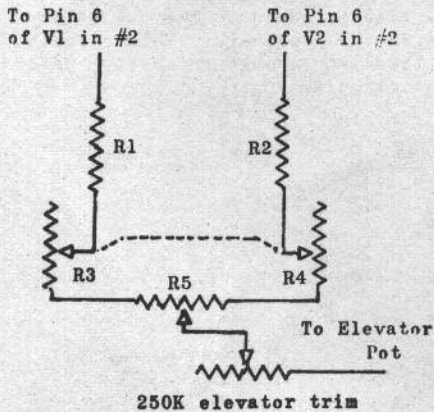 To Pin 6
of V1 in #2
To Pin 6
of V2 in #2
R1
R2
R3
R4
R5
To Elevator
Pot
250K elevator trim